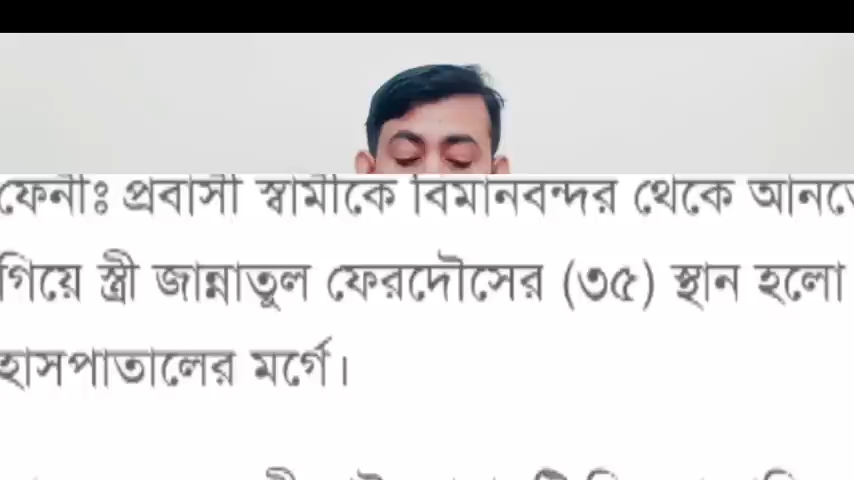 ফেনীঃ প্রবাসী স্বামীকে বিমানবন্দর থেকে আনতে
গিয়ে স্ত্রী জান্নাতুল ফেরদৌসের (৩৫) স্থান হলো
হাসপাতালের মর্গে।